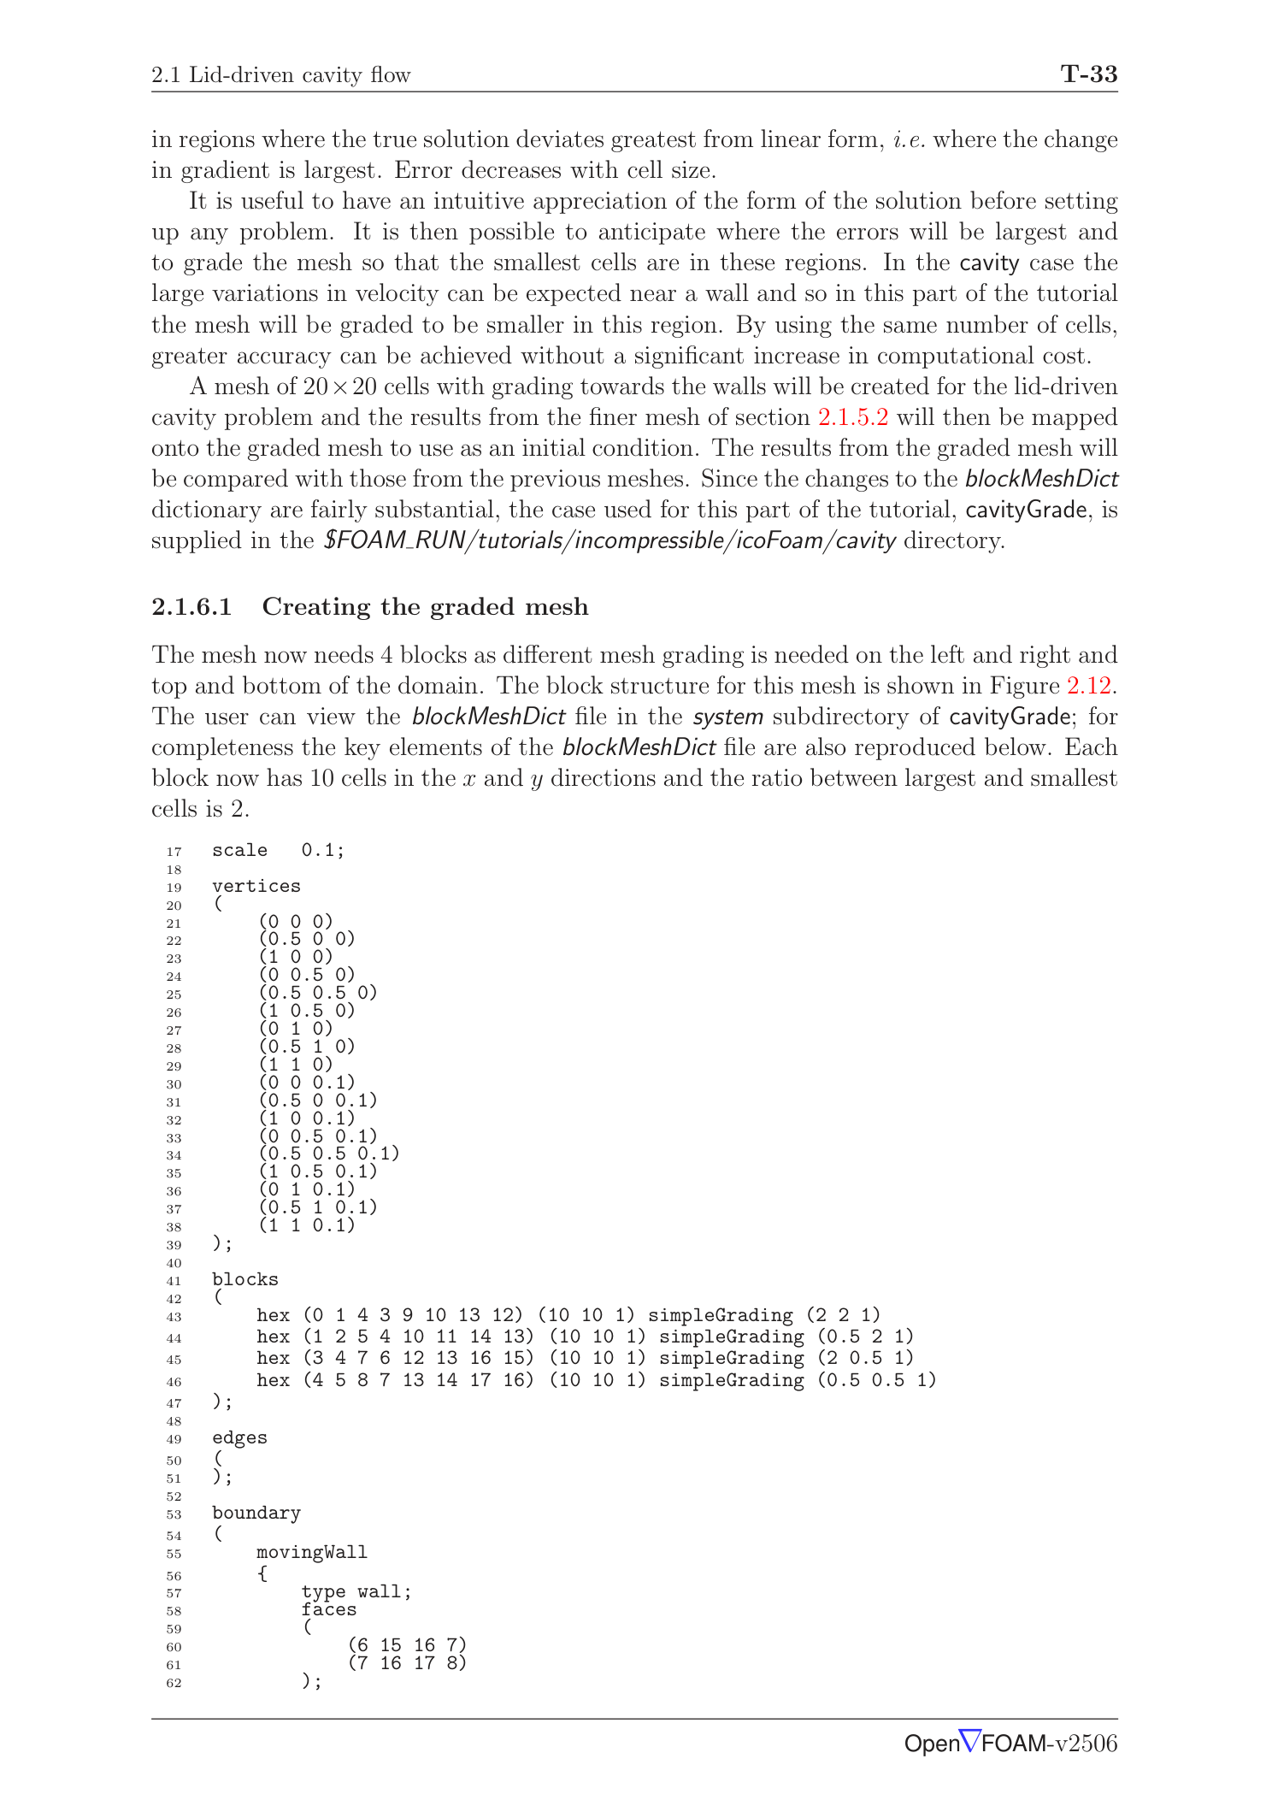 2.1 Lid-driven cavity flow T-33
in regions where the true solution deviates greatest from linear form, i.e. where the change
in gradient is largest. Error decreases with cell size.
It is useful to have an intuitive appreciation of the form of the solution before setting
up any problem. It is then possible to anticipate where the errors will be largest and
to grade the mesh so that the smallest cells are in these regions. In the cavity case the
large variations in velocity can be expected near a wall and so in this part of the tutorial
the mesh will be graded to be smaller in this region. By using the same number of cells,
greater accuracy can be achieved without a significant increase in computational cost.
A mesh of 20×20 cells with grading towards the walls will be created for the lid-driven
cavity problem and the results from the finer mesh of section 2.1.5.2 will then be mapped
onto the graded mesh to use as an initial condition. The results from the graded mesh will
be compared with those from the previous meshes. Since the changes to the blockMeshDict
dictionary are fairly substantial, the case used for this part of the tutorial, cavityGrade, is
supplied in the $FOAM_RUN/tutorials/incompressible/icoFoam/cavity directory.
2.1.6.1 Creating the graded mesh
The mesh now needs 4 blocks as different mesh grading is needed on the left and right and
top and bottom of the domain. The block structure for this mesh is shown in Figure 2.12.
The user can view the blockMeshDict file in the system subdirectory of cavityGrade; for
completeness the key elements of the blockMeshDict file are also reproduced below. Each
block now has 10 cells in the x and y directions and the ratio between largest and smallest
cells is 2.
17 scale 0.1;
18
19 vertices
20 (
21 (0 0 0)
22 (0.5 0 0)
23 (1 0 0)
24 (0 0.5 0)
25 (0.5 0.5 0)
26 (1 0.5 0)
27 (0 1 0)
28 (0.5 1 0)
29 (1 1 0)
30 (0 0 0.1)
31 (0.5 0 0.1)
32 (1 0 0.1)
33 (0 0.5 0.1)
34 (0.5 0.5 0.1)
35 (1 0.5 0.1)
36 (0 1 0.1)
37 (0.5 1 0.1)
38 (1 1 0.1)
39 );
40
41 blocks
42 (
43 hex (0 1 4 3 9 10 13 12) (10 10 1) simpleGrading (2 2 1)
44 hex (1 2 5 4 10 11 14 13) (10 10 1) simpleGrading (0.5 2 1)
45 hex (3 4 7 6 12 13 16 15) (10 10 1) simpleGrading (2 0.5 1)
46 hex (4 5 8 7 13 14 17 16) (10 10 1) simpleGrading (0.5 0.5 1)
47 );
48
49 edges
50 (
51 );
52
53 boundary
54 (
55 movingWall
56 {
57 type wall;
58 faces
59 (
60 (6 15 16 7)
61 (7 16 17 8)
62 );
Open∇FOAM-v2506